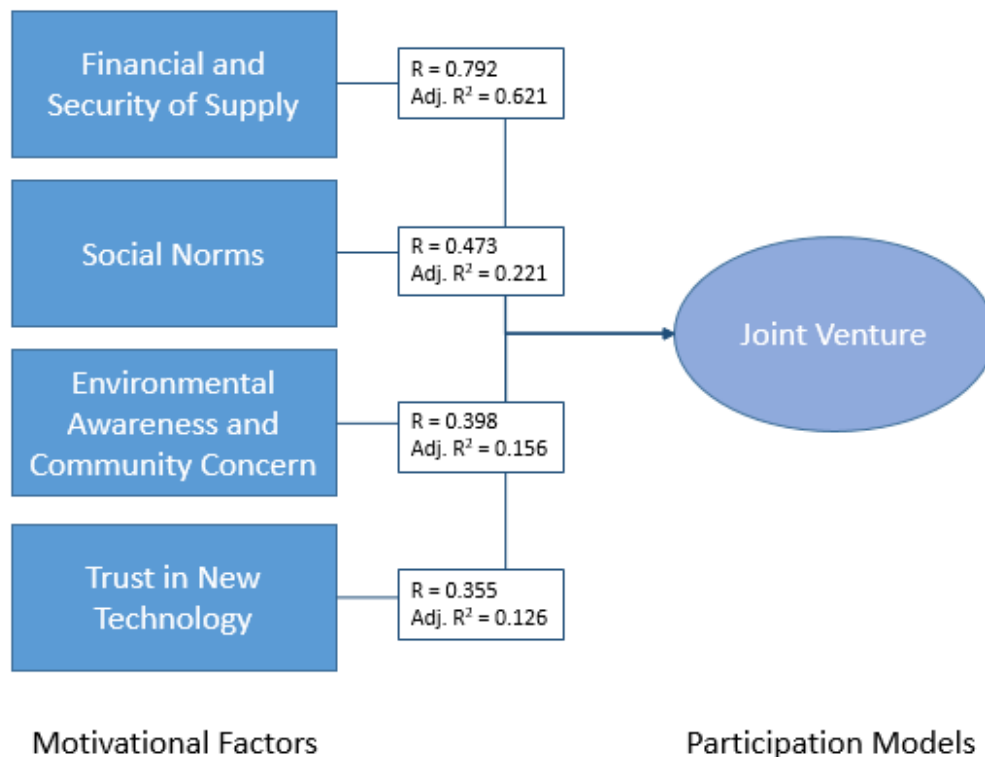 Financial and
Security of Supply
R = 0.792
Adj. R² = 0.621
Social Norms
R = 0.473
Adj. R² = 0.221
Joint Venture
Environmental
Awareness and
Community Concern
R = 0.398
Adj. R² = 0.156
Trust in New
Technology
R = 0.355
Adj. R² = 0.126
Motivational Factors
Participation Models